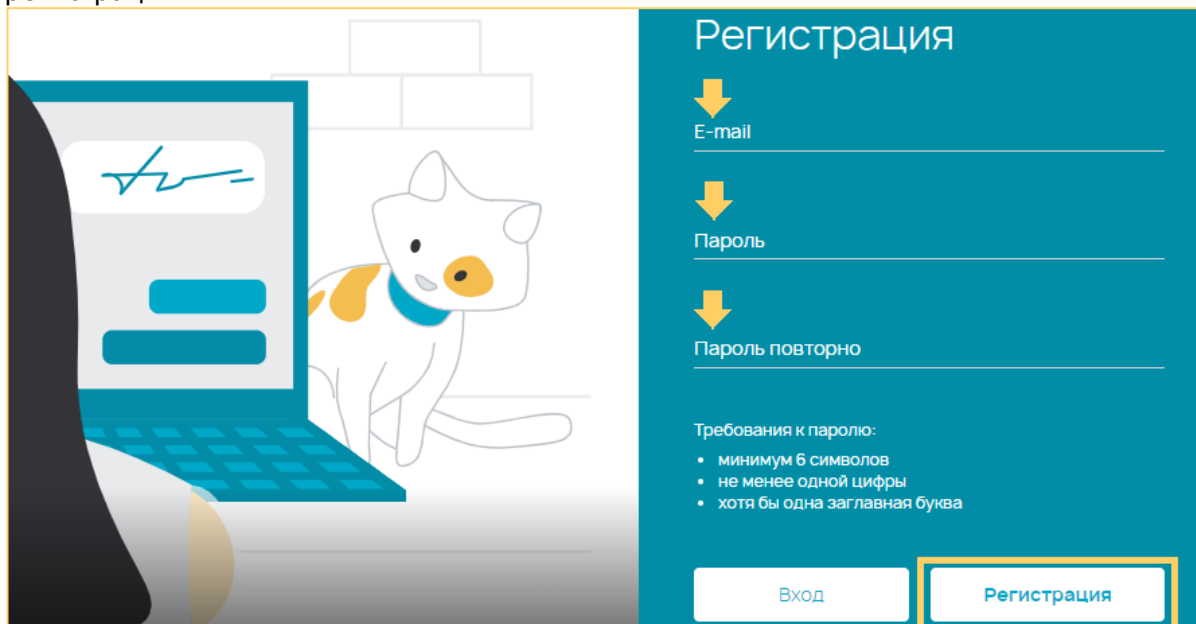 Регистрация
E-mail
Пароль
Пароль повторно
Требования к паролю:
• минимум 6 символов
• не менее одной цифры
• хотя бы одна заглавная буква
Вход
Регистрация